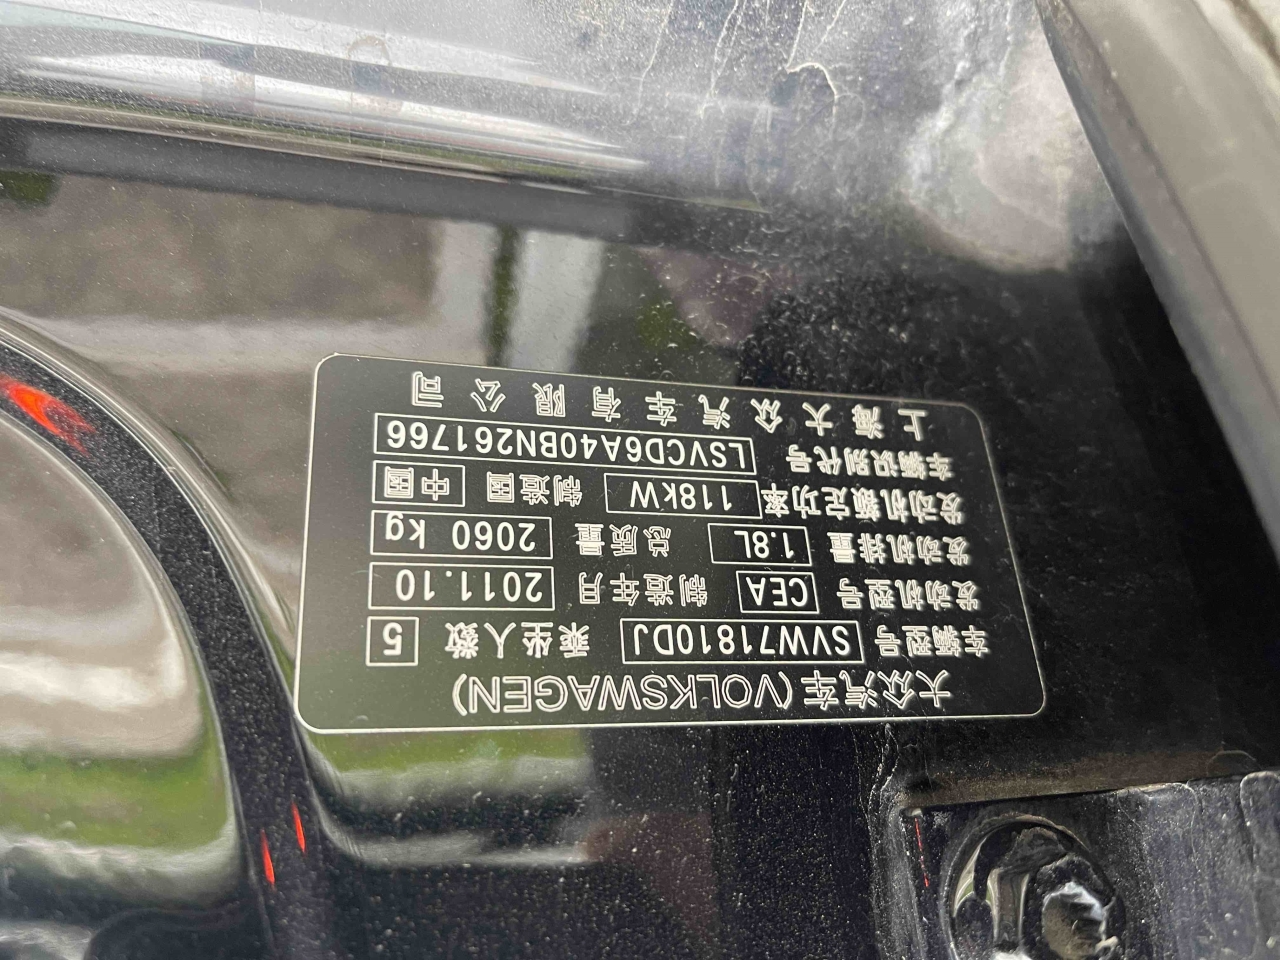 大众汽车(VOLKSWAGEN)
车辆型号 SVW71810DJ 乘坐人数 5
发动机型号 CEA 制造年月 2011.10
发动机排量 1.8L 总质量 2060 kg
发动机额定功率 118kW 制造国 中国
车辆识别代号 LSVCD6A40BN261766
上海大众汽车有限公司